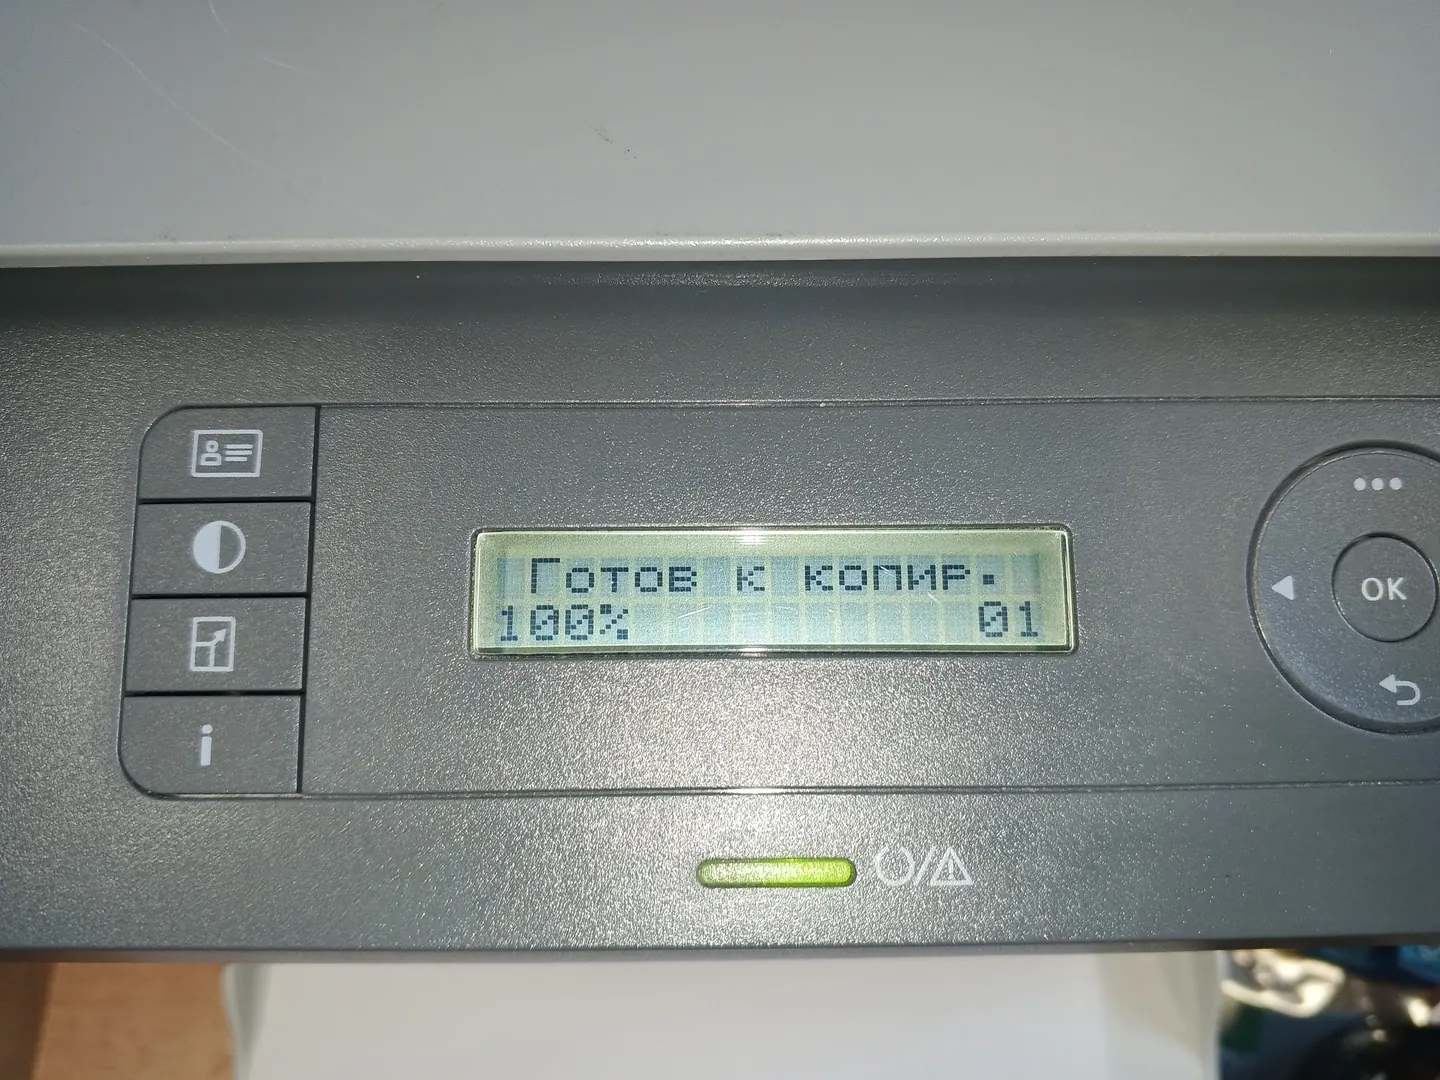 Готов к копир.
100% 01
OK
i